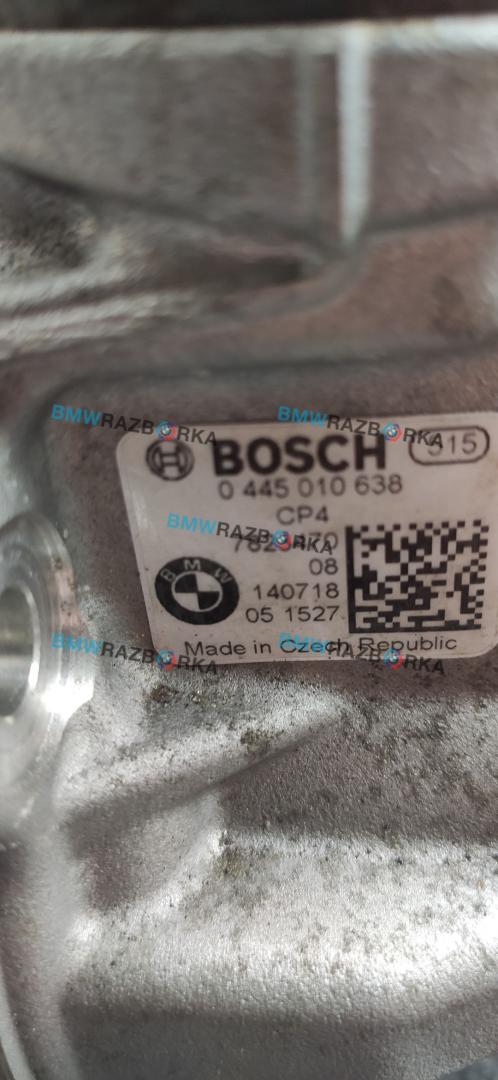 BMWRAZBORKA BMWRAZBORKA
BOSCH 515
0 445 010 638
CP4
BMWRAZBORKA
08
BMW 140718
05 1527
Made in Czech Republic
BMWRAZBORKA BMWRAZBORKA